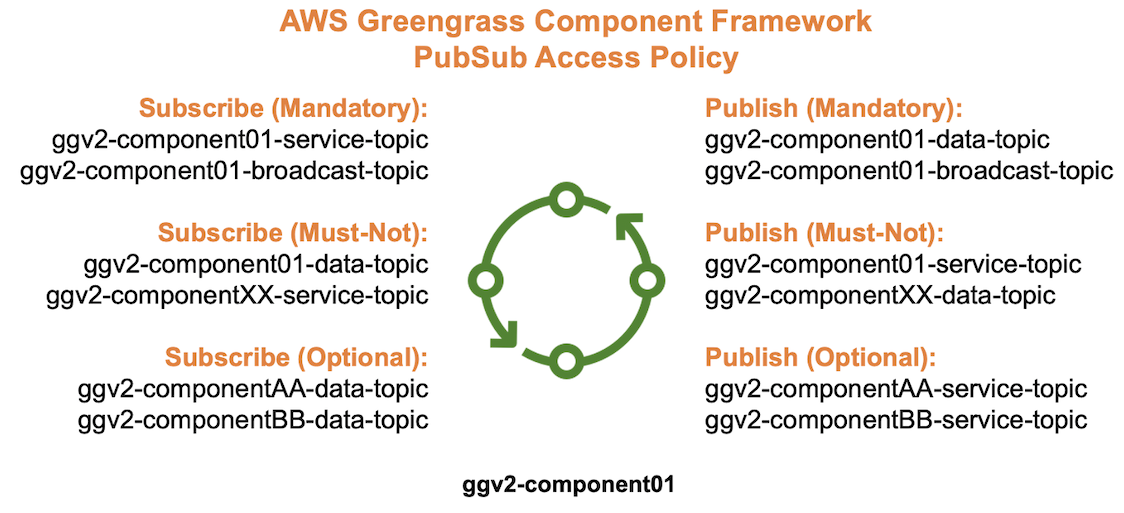 AWS Greengrass Component Framework
PubSub Access Policy
Subscribe (Mandatory):
ggv2-component01-service-topic
ggv2-component01-broadcast-topic
Subscribe (Must-Not):
ggv2-component01-data-topic
ggv2-componentXX-service-topic
Subscribe (Optional):
ggv2-componentAA-data-topic
ggv2-componentBB-data-topic
Publish (Mandatory):
ggv2-component01-data-topic
ggv2-component01-broadcast-topic
Publish (Must-Not):
ggv2-component01-service-topic
ggv2-componentXX-data-topic
Publish (Optional):
ggv2-componentAA-service-topic
ggv2-componentBB-service-topic
ggv2-component01